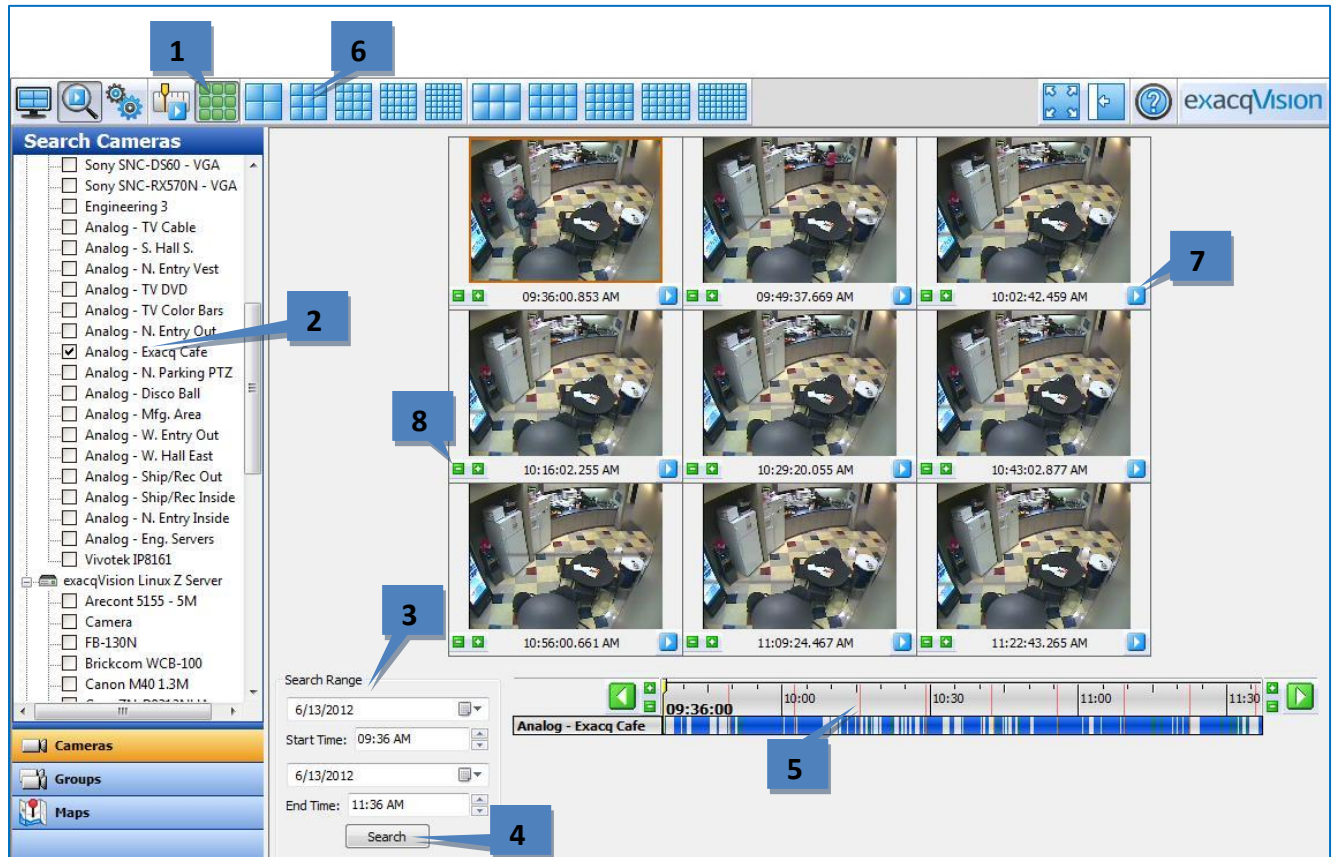 1
6
exacqVision
Search Cameras
Sony SNC-DS60 - VGA
Sony SNC-RX570N - VGA
Engineering 3
Analog - TV Cable
Analog - S. Hall S.
Analog - N. Entry Vest
Analog - TV DVD
Analog - TV Color Bars
Analog - N. Entry Out
Analog - Exacq Cafe
Analog - N. Parking PTZ
Analog - Disco Ball
Analog - Mfg. Area
Analog - W. Entry Out
Analog - W. Hall East
Analog - Ship/Rec Out
Analog - Ship/Rec Inside
Analog - N. Entry Inside
Analog - Eng. Servers
Vivotek IP8161
exacqVision Linux Z Server
Arecont 5155 - 5M
Camera
FB-130N
Brickcom WCB-100
Canon M40 1.3M
Cameras
Groups
Maps
2
7
09:36:00.853 AM
09:49:37.669 AM
10:02:42.459 AM
8
10:16:02.255 AM
10:29:20.055 AM
10:43:02.877 AM
10:56:00.661 AM
11:09:24.467 AM
11:22:43.265 AM
3
Search Range
6/13/2012
Start Time: 09:36 AM
6/13/2012
End Time: 11:36 AM
Search
4
09:36:00
10:00
10:30
11:00
11:30
Analog - Exacq Cafe
5